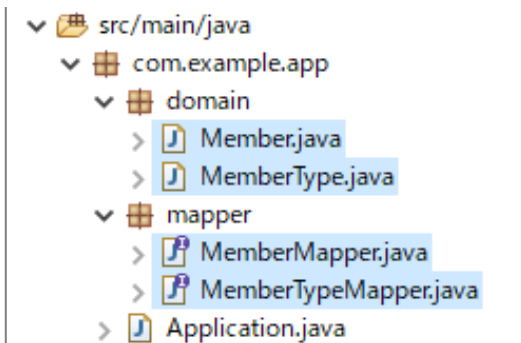 src/main/java
com.example.app
domain
Member.java
MemberType.java
mapper
MemberMapper.java
MemberTypeMapper.java
Application.java